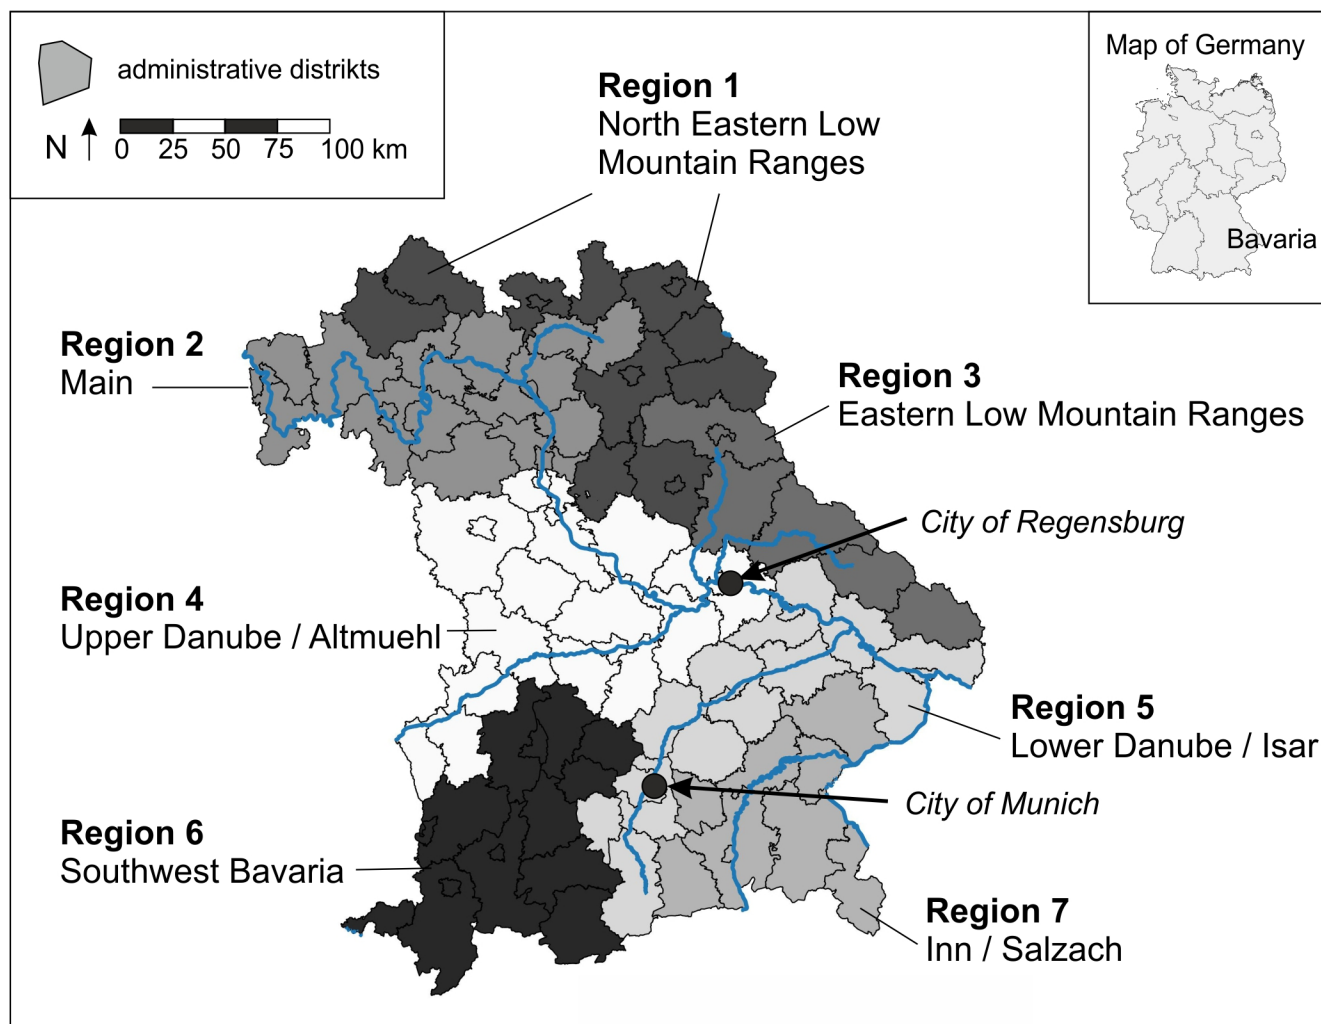 administrative distrikts
N
0 25 50 75 100 km
Map of Germany
Bavaria
Region 1
North Eastern Low
Mountain Ranges
Region 2
Main
Region 3
Eastern Low Mountain Ranges
City of Regensburg
Region 4
Upper Danube / Altmuehl
Region 5
Lower Danube / Isar
City of Munich
Region 6
Southwest Bavaria
Region 7
Inn / Salzach